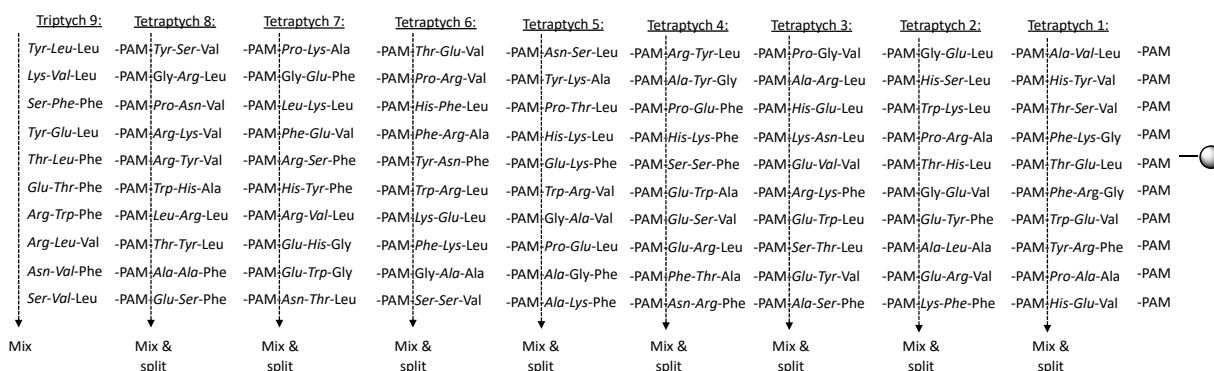 Triptych 9: Tetraptych 8: Tetraptych 7: Tetraptych 6: Tetraptych 5: Tetraptych 4: Tetraptych 3: Tetraptych 2: Tetraptych 1:
Tyr-Leu-Leu -PAM-Tyr-Ser-Val -PAM-Pro-Lys-Ala -PAM-Thr-Glu-Val -PAM-Asn-Ser-Leu -PAM-Arg-Tyr-Leu -PAM-Pro-Gly-Val -PAM-Gly-Glu-Leu -PAM-Ala-Val-Leu -PAM
Lys-Val-Leu -PAM-Gly-Arg-Leu -PAM-Gly-Glu-Phe -PAM-Pro-Arg-Val -PAM-Tyr-Lys-Ala -PAM-Ala-Tyr-Gly -PAM-Ala-Arg-Leu -PAM-His-Ser-Leu -PAM-His-Tyr-Val -PAM
Ser-Phe-Phe -PAM-Pro-Asn-Val -PAM-Leu-Lys-Leu -PAM-His-Phe-Leu -PAM-Pro-Thr-Leu -PAM-Pro-Glu-Phe -PAM-His-Glu-Leu -PAM-Trp-Lys-Leu -PAM-Thr-Ser-Val -PAM
Tyr-Glu-Leu -PAM-Arg-Lys-Val -PAM-Phe-Glu-Val -PAM-Phe-Arg-Ala -PAM-His-Lys-Leu -PAM-His-Lys-Phe -PAM-Lys-Asn-Leu -PAM-Pro-Arg-Ala -PAM-Phe-Lys-Gly -PAM
Thr-Leu-Phe -PAM-Arg-Tyr-Val -PAM-Arg-Ser-Phe -PAM-Tyr-Asn-Phe -PAM-Glu-Lys-Phe -PAM-Ser-Ser-Phe -PAM-Glu-Val-Val -PAM-Thr-His-Leu -PAM-Thr-Glu-Leu -PAM
Glu-Thr-Phe -PAM-Trp-His-Ala -PAM-His-Tyr-Phe -PAM-Trp-Arg-Leu -PAM-Trp-Arg-Val -PAM-Glu-Trp-Ala -PAM-Arg-Lys-Phe -PAM-Gly-Glu-Val -PAM-Phe-Arg-Gly -PAM
Arg-Trp-Phe -PAM-Leu-Arg-Leu -PAM-Arg-Val-Leu -PAM-Lys-Glu-Leu -PAM-Gly-Ala-Val -PAM-Glu-Ser-Val -PAM-Glu-Trp-Leu -PAM-Glu-Tyr-Phe -PAM-Trp-Glu-Val -PAM
Arg-Leu-Val -PAM-Thr-Tyr-Leu -PAM-Glu-His-Gly -PAM-Phe-Lys-Leu -PAM-Pro-Glu-Leu -PAM-Glu-Arg-Leu -PAM-Ser-Thr-Leu -PAM-Ala-Leu-Ala -PAM-Tyr-Arg-Phe -PAM
Asn-Val-Phe -PAM-Ala-Ala-Phe -PAM-Glu-Trp-Gly -PAM-Gly-Ala-Ala -PAM-Ala-Gly-Phe -PAM-Phe-Thr-Ala -PAM-Glu-Tyr-Val -PAM-Glu-Arg-Val -PAM-Pro-Ala-Ala -PAM
Ser-Val-Leu -PAM-Glu-Ser-Phe -PAM-Asn-Thr-Leu -PAM-Ser-Ser-Val -PAM-Ala-Lys-Phe -PAM-Asn-Arg-Phe -PAM-Ala-Ser-Phe -PAM-Lys-Phe-Phe -PAM-His-Glu-Val -PAM
Mix Mix & Mix & Mix & Mix & Mix & Mix & Mix & Mix &
split split split split split split split split